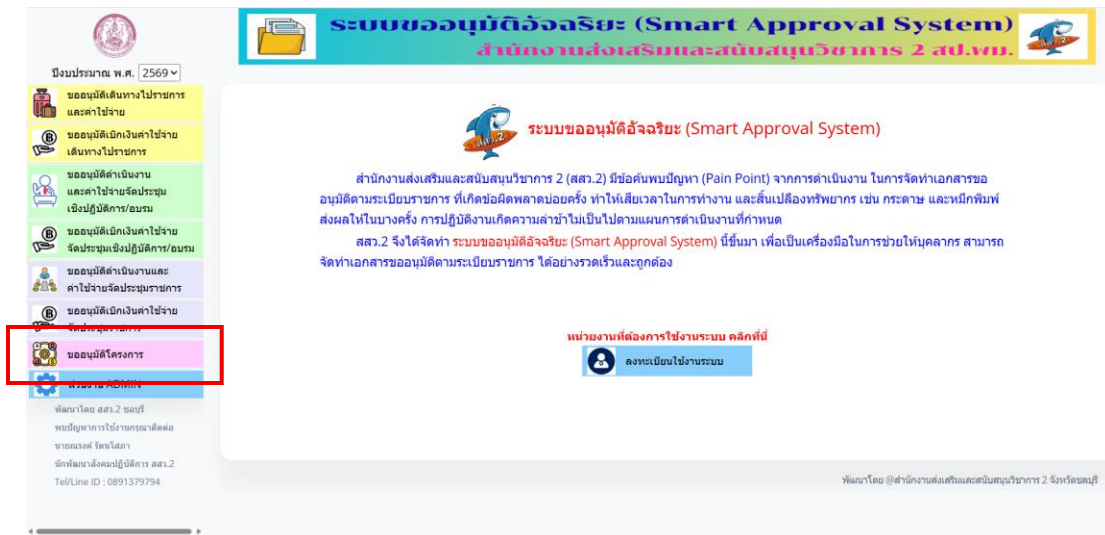 ระบบขออนุมัติอัจฉริยะ (Smart Approval System)
สำนักงานส่งเสริมและสนับสนุนวิชาการ 2 สป.พม.
สสว.2
ปีงบประมาณ พ.ศ. 2569
ขออนุมัติเดินทางไปราชการ
และค่าใช้จ่าย
ขออนุมัติเบิกเงินค่าใช้จ่าย
เดินทางไปราชการ
ขออนุมัติดำเนินงาน
และค่าใช้จ่ายจัดประชุม
เชิงปฏิบัติการ/อบรม
ขออนุมัติเบิกเงินค่าใช้จ่าย
จัดประชุมเชิงปฏิบัติการ/อบรม
ขออนุมัติดำเนินงานและ
ค่าใช้จ่ายจัดประชุมราชการ
ขออนุมัติเบิกเงินค่าใช้จ่าย
จัดประชุมราชการ
ขออนุมัติโครงการ
ส่วนงาน ADMIN
พัฒนาโดย สสว.2 ชลบุรี
พบปัญหาการใช้งานกรุณาติดต่อ
นายณรงค์ รัตนโสภา
นักพัฒนาสังคมปฏิบัติการ สสว.2
Tel/Line ID : 0891379794
สสว.2
ระบบขออนุมัติอัจฉริยะ (Smart Approval System)
สำนักงานส่งเสริมและสนับสนุนวิชาการ 2 (สสว.2) มีข้อค้นพบปัญหา (Pain Point) จากการดำเนินงาน ในการจัดทำเอกสารขอ
อนุมัติตามระเบียบราชการ ที่เกิดข้อผิดพลาดบ่อยครั้ง ทำให้เสียเวลาในการทำงาน และสิ้นเปลืองทรัพยากร เช่น กระดาษ และหมึกพิมพ์
ส่งผลให้ในบางครั้ง การปฏิบัติงานเกิดความล่าช้าไม่เป็นไปตามแผนการดำเนินงานที่กำหนด
สสว.2 จึงได้จัดทำ ระบบขออนุมัติอัจฉริยะ (Smart Approval System) นี้ขึ้นมา เพื่อเป็นเครื่องมือในการช่วยให้บุคลากร สามารถ
จัดทำเอกสารขออนุมัติตามระเบียบราชการ ได้อย่างรวดเร็วและถูกต้อง
หน่วยงานที่ต้องการใช้งานระบบ คลิกที่นี่
ลงทะเบียนใช้งานระบบ
พัฒนาโดย @สำนักงานส่งเสริมและสนับสนุนวิชาการ 2 จังหวัดชลบุรี